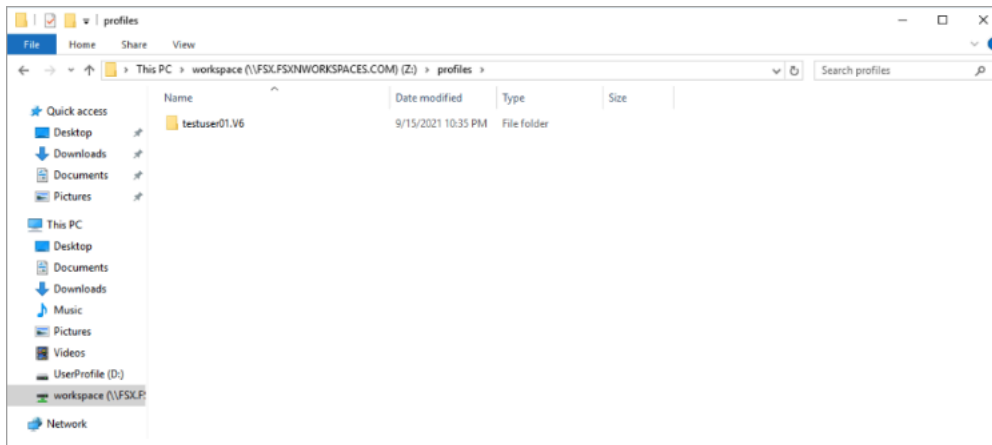 profiles
File Home Share View
This PC > workspace (\\FSX.FSXNWORKSPACES.COM) (Z:) > profiles >
Search profiles
Name Date modified Type Size
testuser01.V6 9/15/2021 10:35 PM File folder
Quick access
Desktop
Downloads
Documents
Pictures
This PC
Desktop
Documents
Downloads
Music
Pictures
Videos
UserProfile (D:)
workspace (\\FSX.F
Network